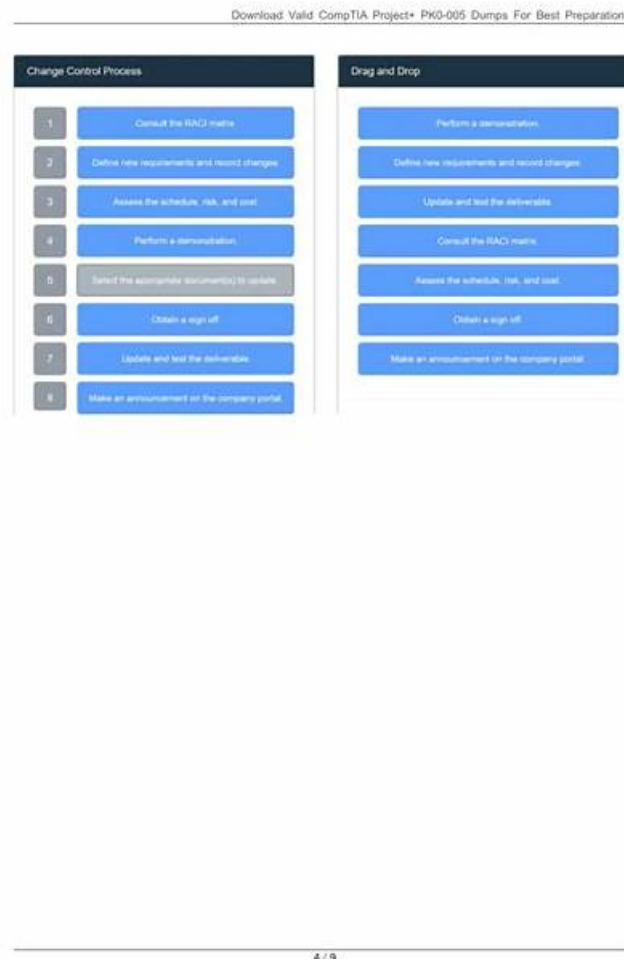 Download Valid CompTIA Project+ PK0-005 Dumps For Best Preparation
Change Control Process
1 Consult the RACI matrix
2 Define new requirements and record changes
3 Assess the schedule, risk, and cost
4 Perform a demonstration.
5 Select the appropriate document(s) to update
6 Obtain a sign off
7 Update and test the deliverable
8 Make an announcement on the company portal
Drag and Drop
Perform a demonstration.
Define new requirements and record changes
Update and test the deliverable
Consult the RACI matrix
Assess the schedule, risk, and cost
Obtain a sign off
Make an announcement on the company portal
4 / 9